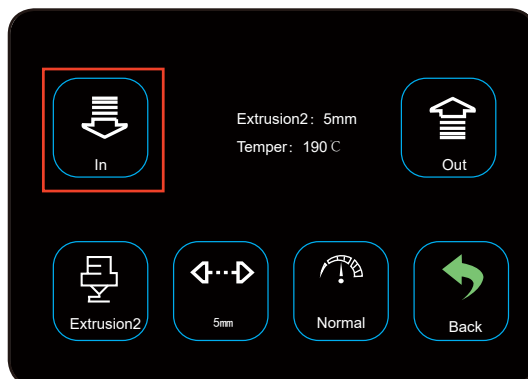 In
Extrusion2: 5mm
Temper: 190℃
Out
Extrusion2
5mm
Normal
Back